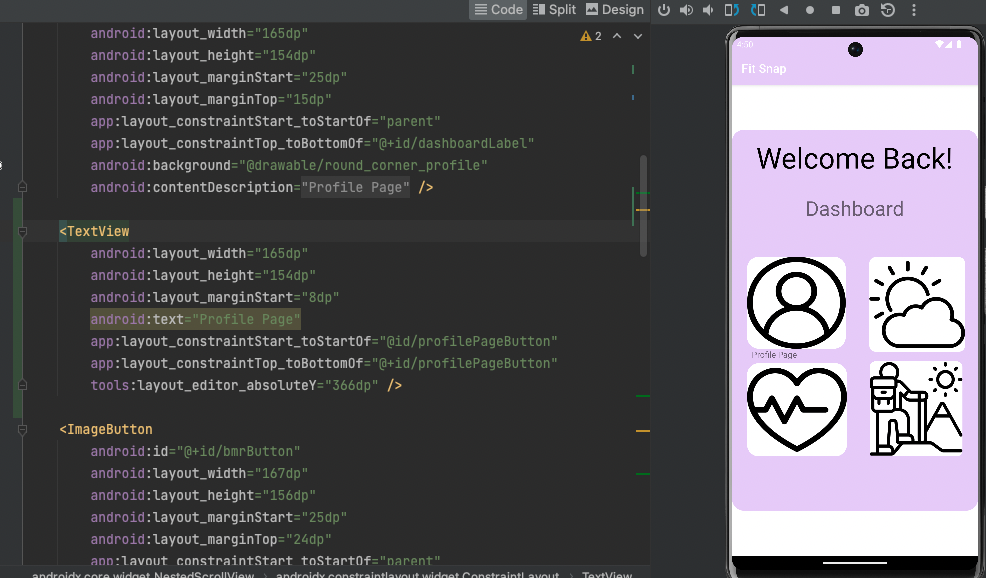 Code Split Design
android:layout_width="165dp"
2
android:layout_height="154dp"
android:layout_marginStart="25dp"
android:layout_marginTop="15dp"
app:layout_constraintStart_toStartOf="parent"
app:layout_constraintTop_toBottomOf="@+id/dashboardLabel"
android:background="@drawable/round_corner_profile"
android:contentDescription="Profile Page" />
<TextView
android:layout_width="165dp"
android:layout_height="154dp"
android:layout_marginStart="8dp"
android:text="Profile Page"
app:layout_constraintStart_toStartOf="@id/profilePageButton"
app:layout_constraintTop_toBottomOf="@+id/profilePageButton"
tools:layout_editor_absoluteY="366dp" />
<ImageButton
android:id="@+id/bmrButton"
android:layout_width="167dp"
android:layout_height="156dp"
android:layout_marginStart="25dp"
android:layout_marginTop="24dp"
app:layout_constraintStart_toStartOf="parent"
androidx.core.widget.NestedScrollView › androidx.constraintlayout.widget.ConstraintLayout › TextView
Fit Snap
Welcome Back!
Dashboard
Profile Page